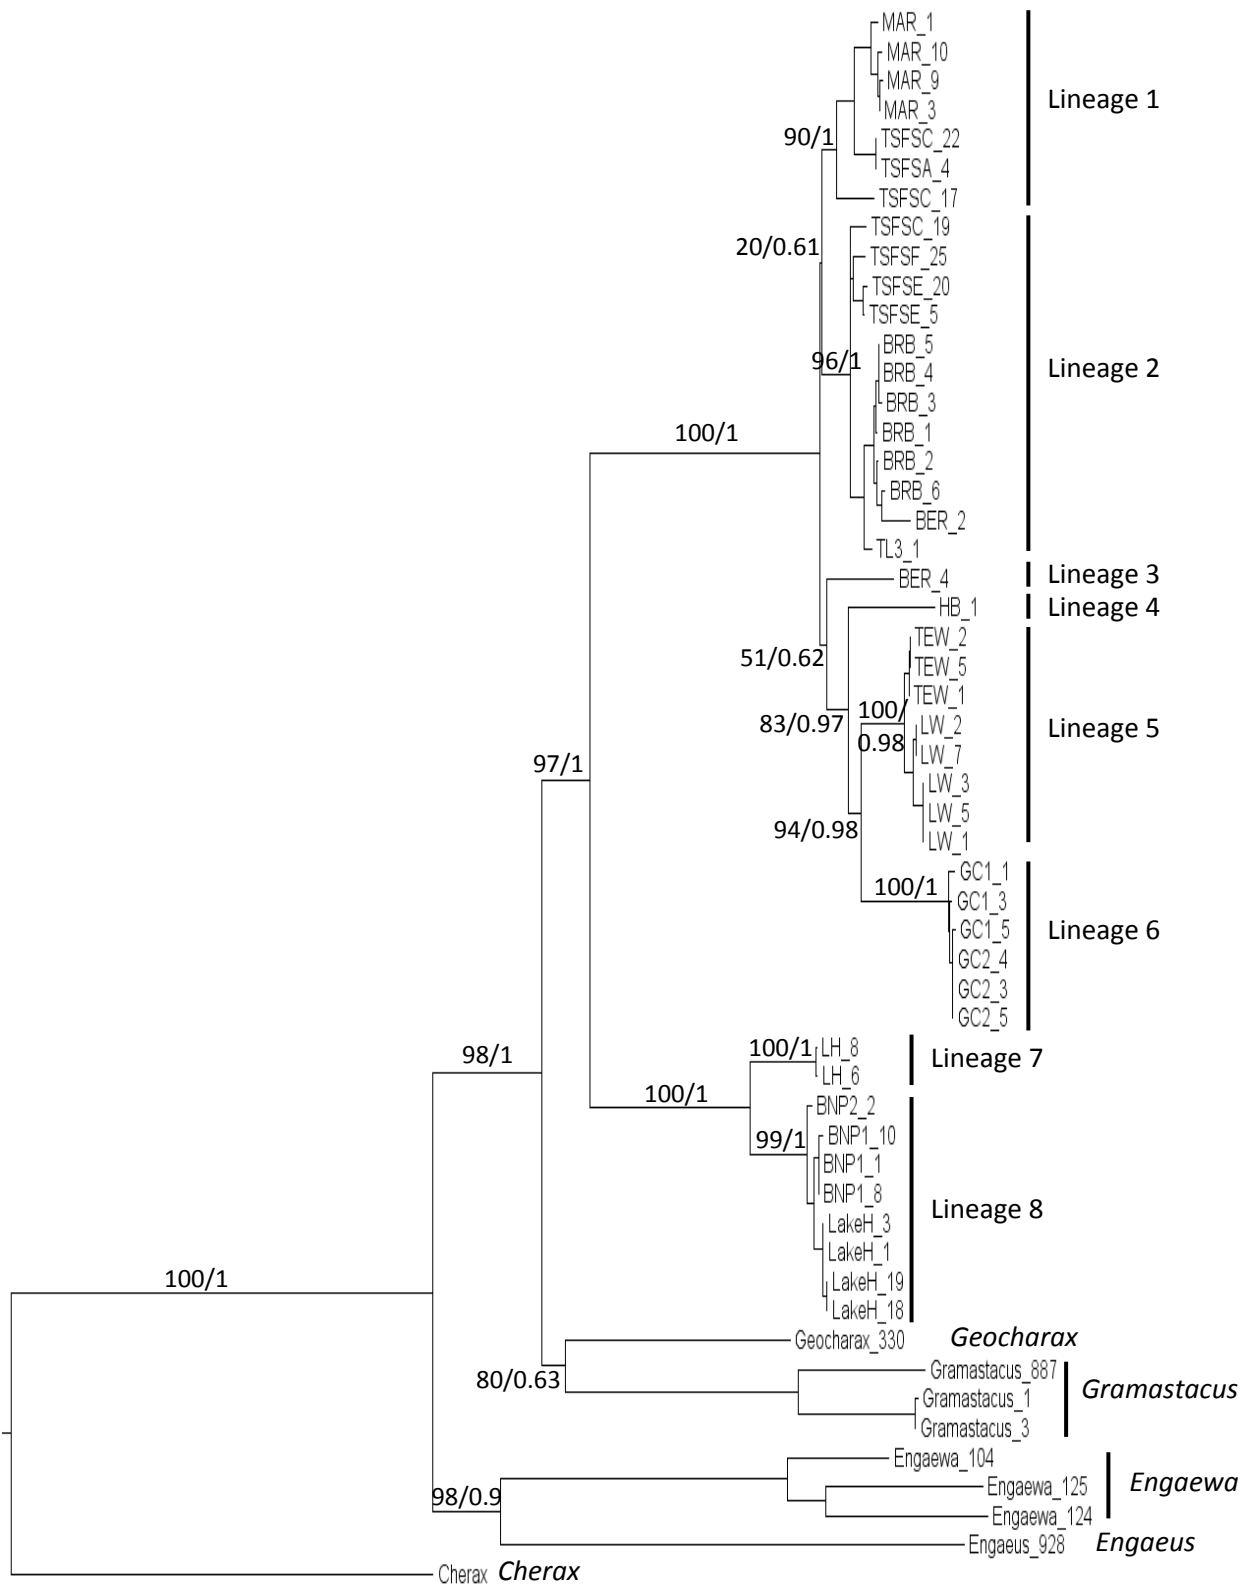 MAR_1
MAR_10
MAR_9
MAR_3
Lineage 1
90/1
TSFSC_22
TSFSA_4
TSFSC_17
20/0.61
TSFSC_19
TSFSF_25
TSFSE_20
TSFSE_5
BRB_5
96/1
BRB_4
Lineage 2
BRB_3
BRB_1
100/1
BRB_2
BRB_6
BER_2
TL3_1
BER_4
Lineage 3
HB_1
Lineage 4
TEW_2
51/0.62
TEW_5
TEW_1
100/
0.98
83/0.97
LW_2
Lineage 5
LW_7
97/1
LW_3
LW_5
94/0.98
LW_1
GC1_1
100/1
GC1_3
GC1_5
Lineage 6
GC2_4
GC2_3
GC2_5
98/1
100/1
LH_8
Lineage 7
LH_6
100/1
BNP2_2
99/1
BNP1_10
BNP1_1
BNP1_8
Lineage 8
LakeH_3
LakeH_1
100/1
LakeH_19
LakeH_18
Geocharax_330
Geocharax
80/0.63
Gramastacus_887
Gramastacus_1
Gramastacus
Gramastacus_3
Engaewa_104
Engaewa_125
Engaewa
98/0.9
Engaewa_124
Engaeus_928
Engaeus
Cherax
Cherax